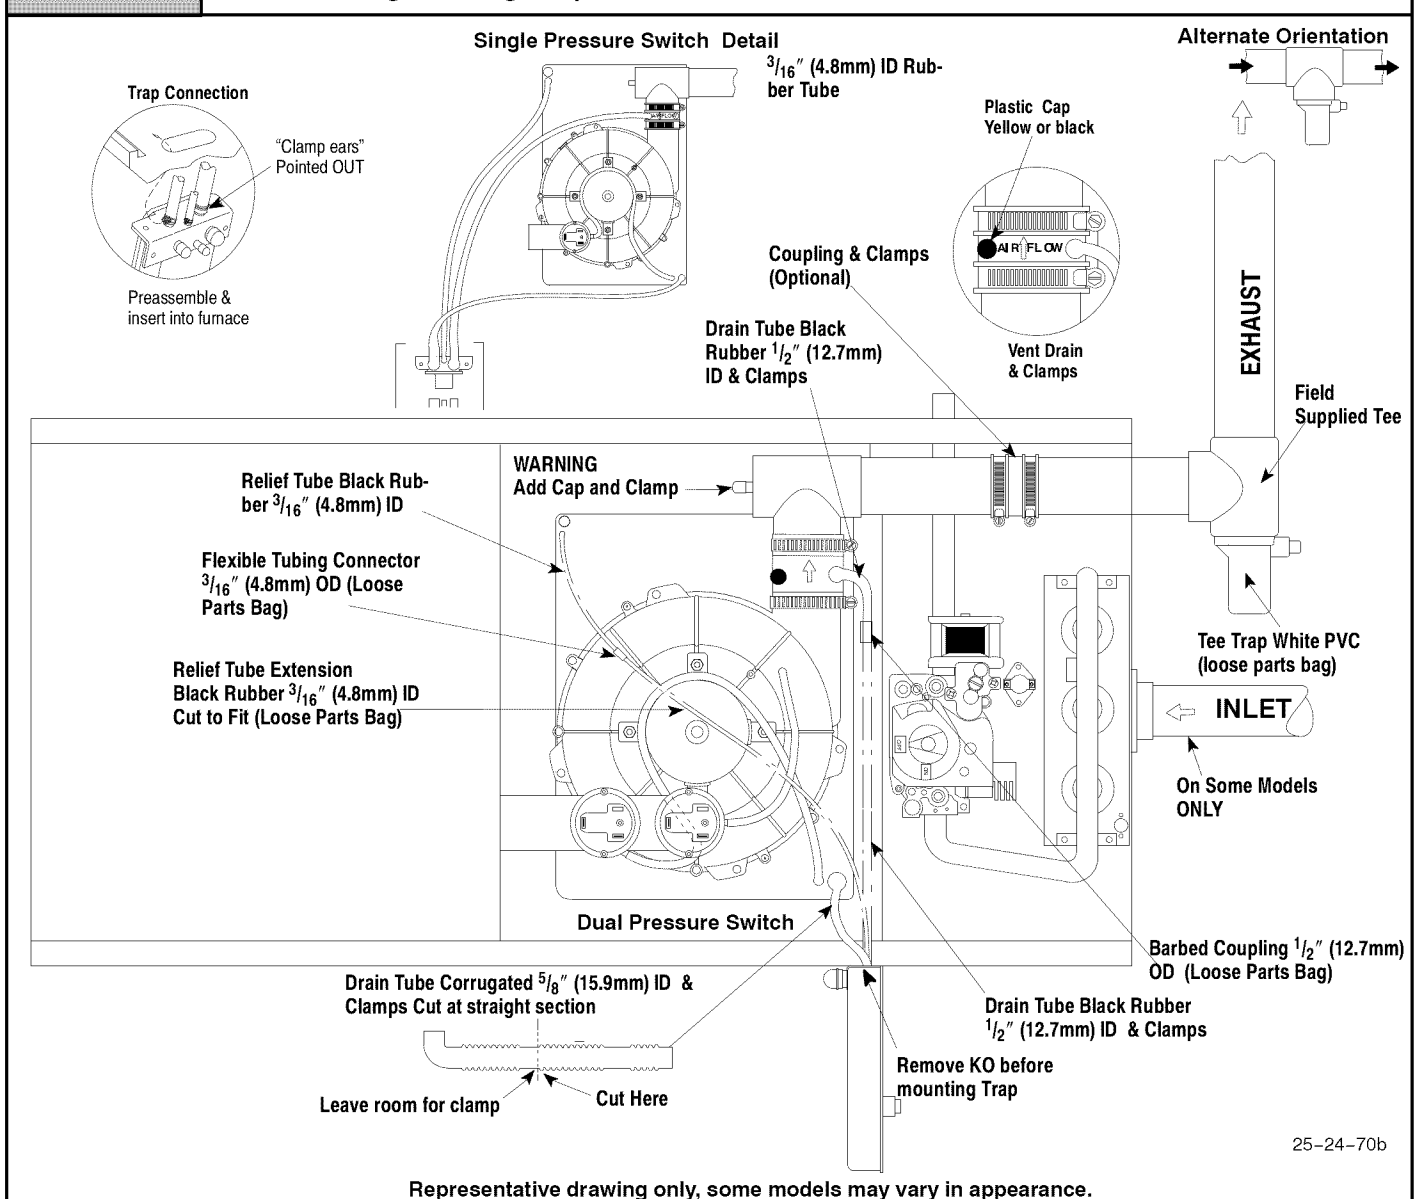 Single Pressure Switch Detail
3/16″ (4.8mm) ID Rub-
ber Tube
Alternate Orientation
Trap Connection
“Clamp ears”
Pointed OUT
Preassemble &
insert into furnace
AIR FLOW
Plastic Cap
Yellow or black
AIR FLOW
Vent Drain
& Clamps
Coupling & Clamps
(Optional)
Drain Tube Black
Rubber 1/2″ (12.7mm)
ID & Clamps
EXHAUST
Field
Supplied Tee
WARNING
Add Cap and Clamp
Relief Tube Black Rub-
ber 3/16″ (4.8mm) ID
Flexible Tubing Connector
3/16″ (4.8mm) OD (Loose
Parts Bag)
Relief Tube Extension
Black Rubber 3/16″ (4.8mm) ID
Cut to Fit (Loose Parts Bag)
Tee Trap White PVC
(loose parts bag)
INLET
On Some Models
ONLY
Dual Pressure Switch
Barbed Coupling 1/2″ (12.7mm)
OD (Loose Parts Bag)
Drain Tube Corrugated 5/8″ (15.9mm) ID &
Clamps Cut at straight section
Drain Tube Black Rubber
1/2″ (12.7mm) ID & Clamps
Remove KO before
mounting Trap
Leave room for clamp
Cut Here
25–24–70b
Representative drawing only, some models may vary in appearance.